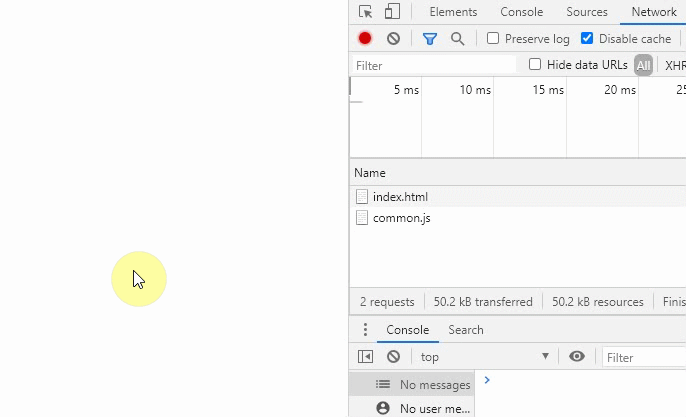 Elements Console Sources Network
Preserve log Disable cache
Filter Hide data URLs All XHR
5 ms 10 ms 15 ms 20 ms 25
Name
index.html
common.js
2 requests 50.2 kB transferred 50.2 kB resources Finis
Console Search
top Filter
No messages
No user me...